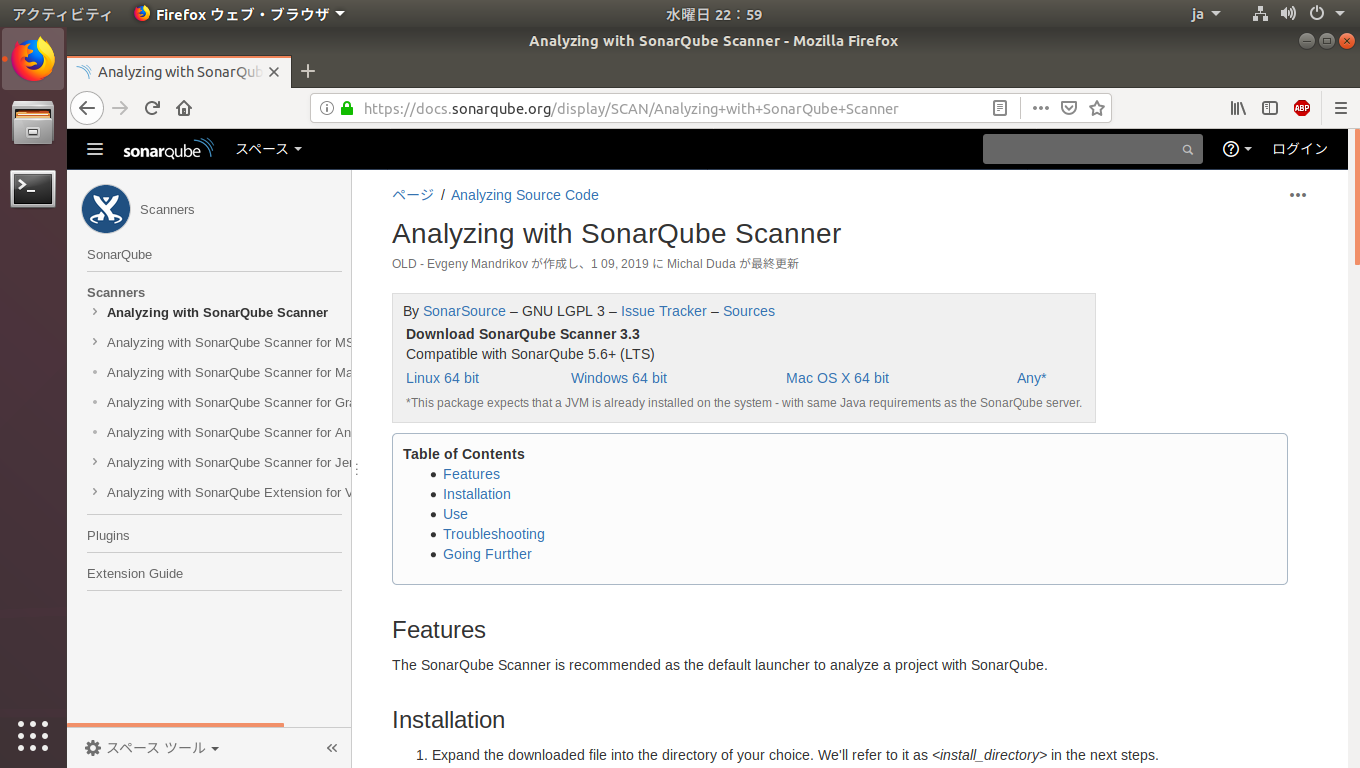 アクティビティ
Firefox ウェブ・ブラウザ
水曜日 22：59
ja
Analyzing with SonarQube Scanner - Mozilla Firefox
Analyzing with SonarQub
https://docs.sonarqube.org/display/SCAN/Analyzing+with+SonarQube+Scanner
ABP
sonarqube
スペース
ログイン
Scanners
SonarQube
Scanners
Analyzing with SonarQube Scanner
Analyzing with SonarQube Scanner for MS
Analyzing with SonarQube Scanner for Ma
Analyzing with SonarQube Scanner for Gra
Analyzing with SonarQube Scanner for An
Analyzing with SonarQube Scanner for Jer
Analyzing with SonarQube Extension for V
Plugins
Extension Guide
スペース ツール
ページ / Analyzing Source Code
Analyzing with SonarQube Scanner
OLD - Evgeny Mandrikov が作成し、1 09, 2019 に Michal Duda が最終更新
By SonarSource – GNU LGPL 3 – Issue Tracker – Sources
Download SonarQube Scanner 3.3
Compatible with SonarQube 5.6+ (LTS)
Linux 64 bit Windows 64 bit Mac OS X 64 bit Any*
*This package expects that a JVM is already installed on the system - with same Java requirements as the SonarQube server.
Table of Contents
Features
Installation
Use
Troubleshooting
Going Further
Features
The SonarQube Scanner is recommended as the default launcher to analyze a project with SonarQube.
Installation
1. Expand the downloaded file into the directory of your choice. We'll refer to it as <install_directory> in the next steps.